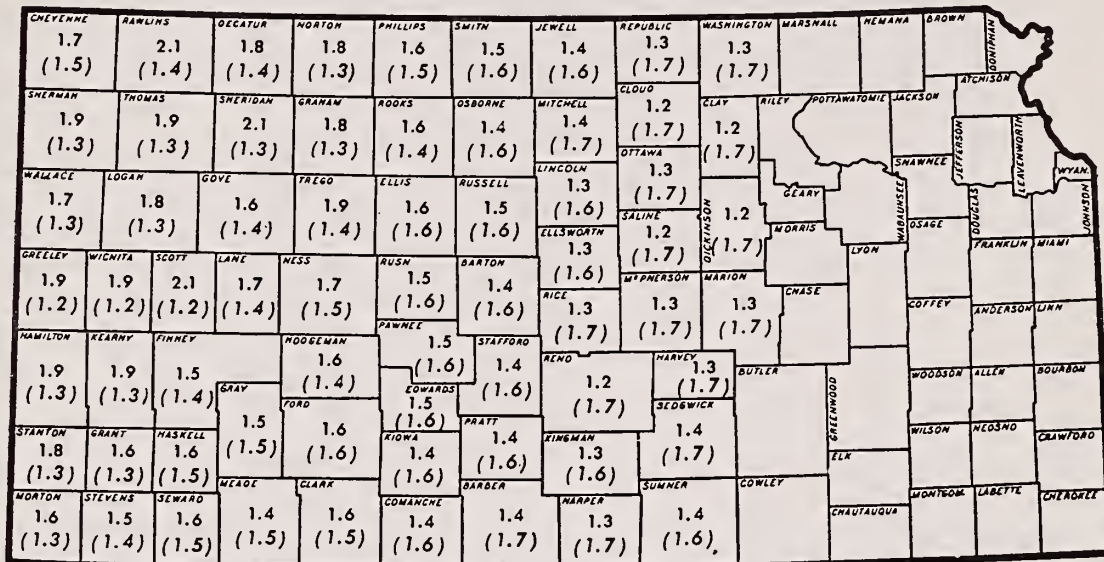 CHEYENNE RAWLINS DECATUR NORTON PHILLIPS SMITH JEWELL REPUBLIC WASHINGTON MARSHALL NEMAHA BROWN DONIPHAN
1.7 2.1 1.8 1.8 1.6 1.5 1.4 1.3 1.3
(1.5) (1.4) (1.4) (1.3) (1.5) (1.6) (1.6) (1.7) (1.7)
SHERMAN THOMAS SHERIDAN GRAHAM ROOKS OSBORNE MITCHELL CLOUD CLAY RILEY POTTAWATOMIE JACKSON ATCHISON
1.9 1.9 2.1 1.8 1.6 1.4 1.4 1.2 1.2
(1.3) (1.3) (1.3) (1.3) (1.4) (1.6) (1.7) (1.7) (1.7)
JEFFERSON LEAVENWORTH WYAN.
LINCOLN OTTAWA SHAWNEE
1.3 1.3
(1.6) (1.7)
WALLACE LOGAN GOVE TREGO ELLIS RUSSELL GEARY WABAUNSEE DOUGLAS JOHNSON
1.7 1.8 1.6 1.9 1.6 1.5
(1.3) (1.3) (1.4) (1.4) (1.6) (1.6)
ELLSWORTH SALINE DICKINSON MORRIS OSAGE
1.3 1.2 1.2
(1.6) (1.7) (1.7)
GREELEY WICHITA SCOTT LANE NESS RUSH BARTON LYON FRANKLIN MIAMI
1.9 1.9 2.1 1.7 1.7 1.5 1.4
(1.2) (1.2) (1.2) (1.4) (1.5) (1.6) (1.6)
RICE McPHERSON MARION CHASE COFFEY ANDERSON LINN
1.3 1.3 1.3
(1.7) (1.7) (1.7)
HAMILTON KEARNY FINNEY HODGEMAN PAWNEE STAFFORD RENO HARVEY BUTLER
1.9 1.9 1.5 1.6 1.5 1.4 1.2 1.3
(1.3) (1.3) (1.4) (1.4) (1.6) (1.6) (1.7) (1.7)
GRAY FORD EDWARDS SEDGWICK GREENWOOD WOODSON ALLEN BOURBON
1.5 1.6 1.5 1.4
(1.5) (1.6) (1.6) (1.7)
STANTON GRANT HASKELL KIOWA PRATT KINGMAN ELK WILSON NEOSHO CRAWFORD
1.8 1.6 1.6 1.4 1.4 1.3
(1.3) (1.3) (1.5) (1.6) (1.6) (1.6)
MORTON STEVENS SEWARD MEADE CLARK COMANCHE BARBER HARPER SUMNER COWLEY CHAUTAUQUA MONTGOM. LABETTE CHEROKEE
1.6 1.5 1.6 1.4 1.6 1.4 1.4 1.3 1.4
(1.3) (1.4) (1.5) (1.5) (1.5) (1.6) (1.7) (1.7) (1.6)